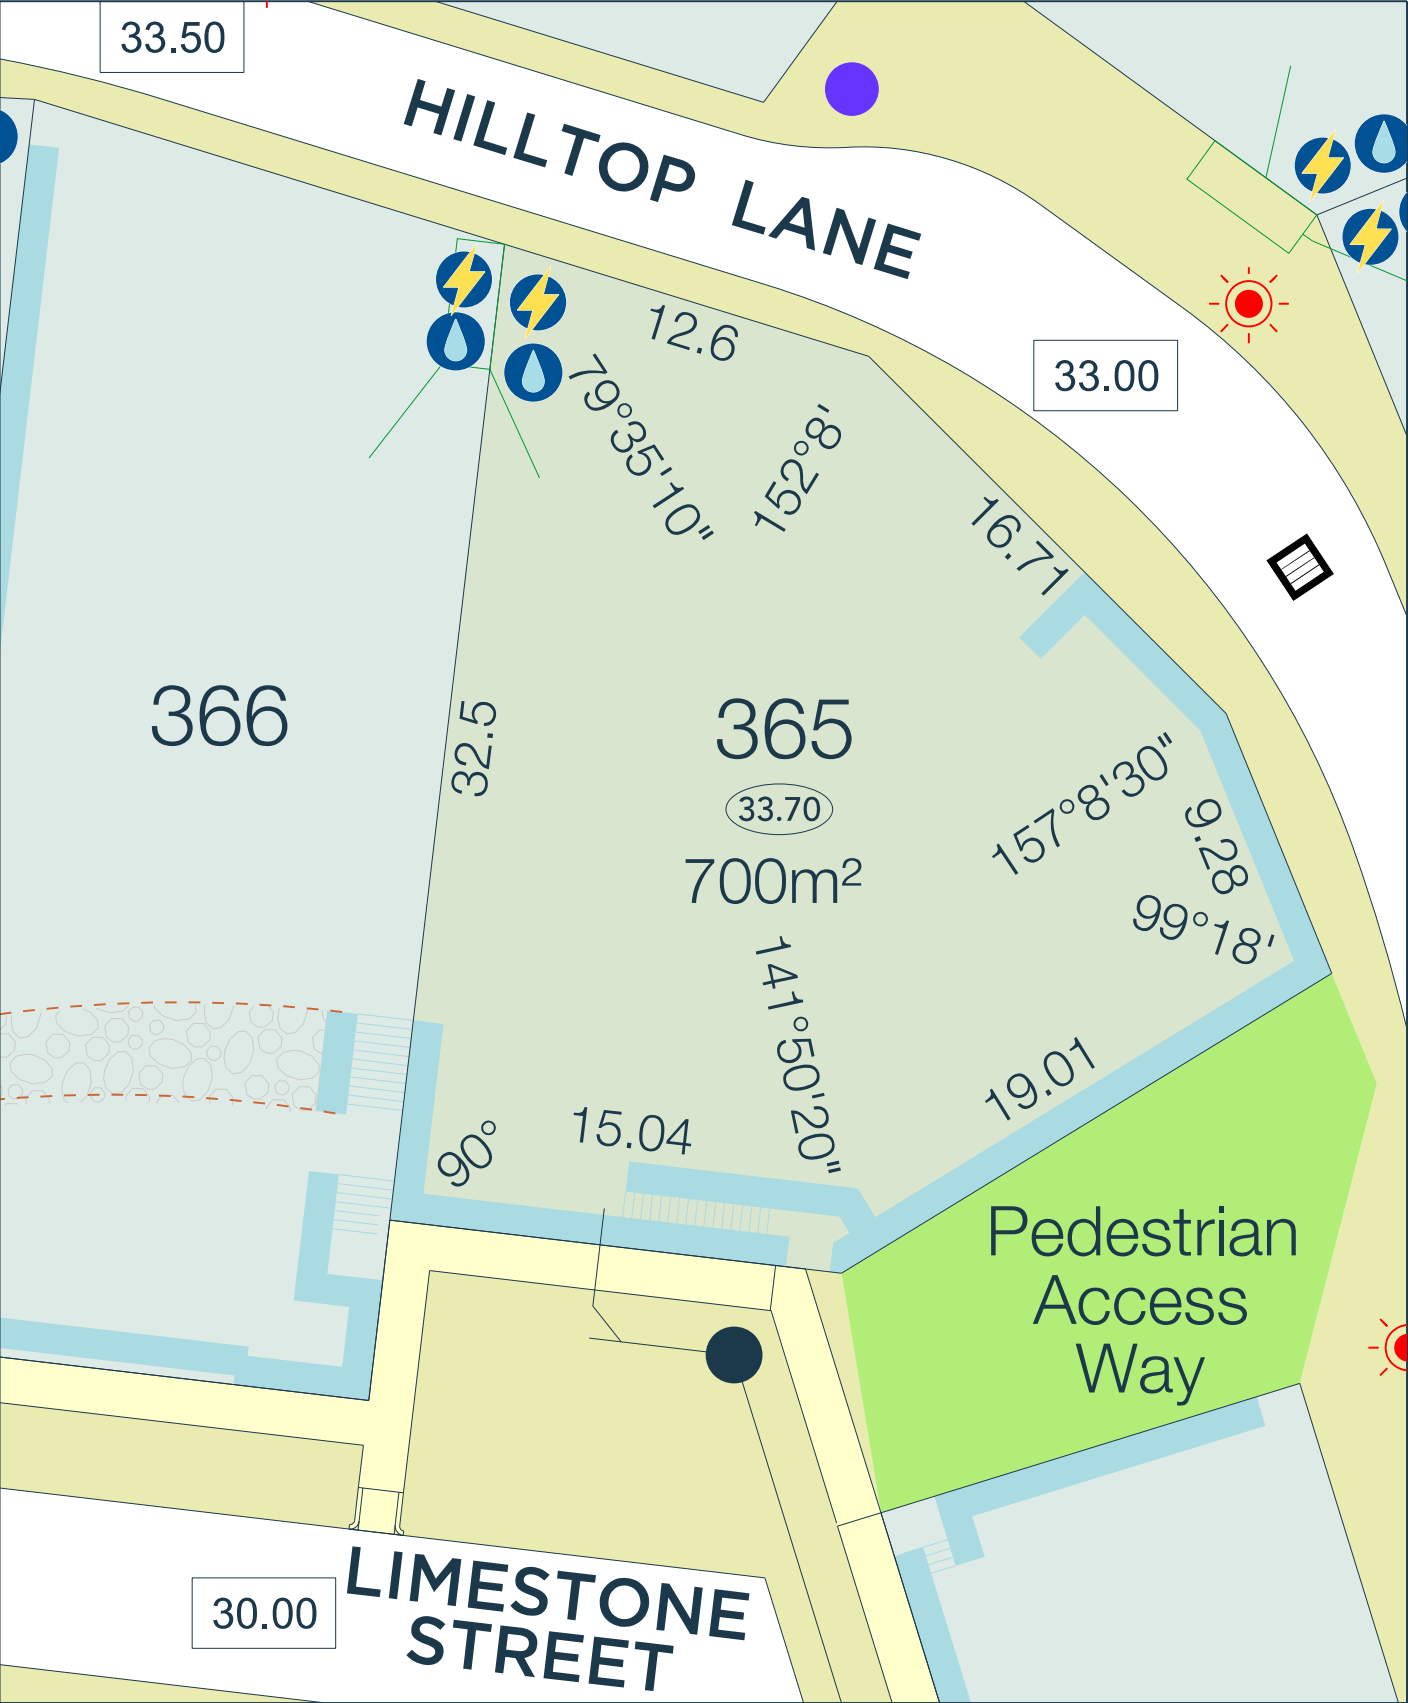 33.50
HILLTOP LANE
12.6
79°35'10"
152°8'
33.00
16.71
366
32.5
365
33.70
700m²
157°8'30"
9.28
99°18'
141°50'20"
19.01
15.04
90°
Pedestrian
Access
Way
LIMESTONE
STREET
30.00